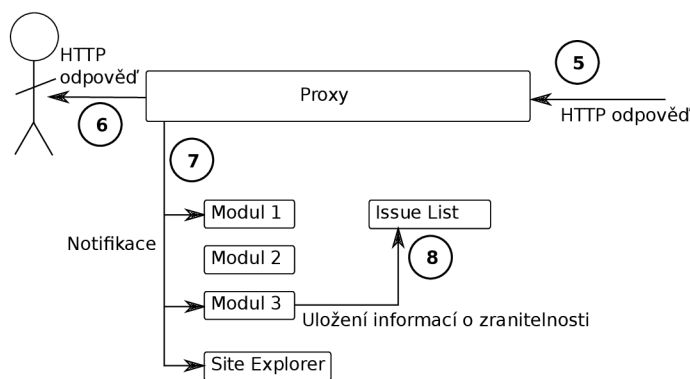 HTTP
odpověď
5
Proxy
6
HTTP odpověď
7
Modul 1
Issue List
Notifikace
Modul 2
8
Modul 3
Uložení informací o zranitelnosti
Site Explorer